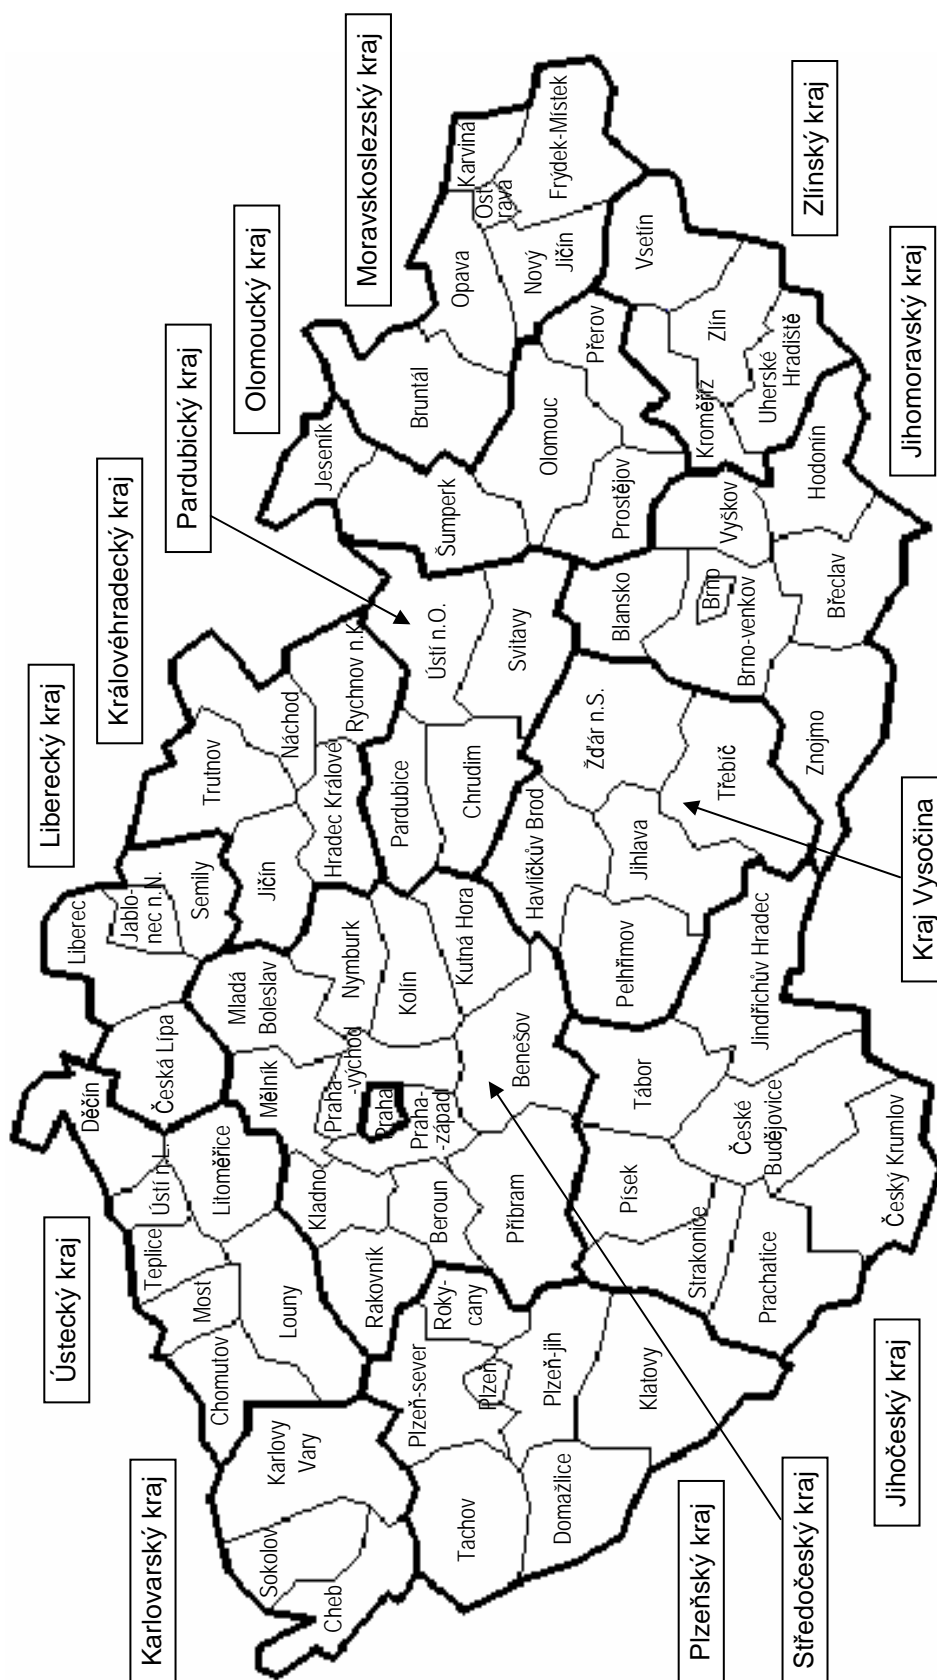 Karlovarský kraj
Ústecký kraj
Liberecký kraj
Královéhradecký kraj
Pardubický kraj
Olomoucký kraj
Moravskoslezský kraj
Zlínský kraj
Jihomoravský kraj
Kraj Vysočina
Jihočeský kraj
Středočeský kraj
Plzeňský kraj
Cheb
Sokolov
Karlovy
Vary
Chomutov
Most
Teplice
Ústí n.L.
Děčín
Litoměřice
Louny
Česká Lípa
Liberec
Jablo-
nec n.N.
Semily
Jičín
Trutnov
Náchod
Hradec Králové
Rychnov n.K.
Pardubice
Chrudim
Ústí n.O.
Svitavy
Jeseník
Šumperk
Olomouc
Prostějov
Přerov
Bruntál
Opava
Nový
Jičín
Ost
rava
Karviná
Frýdek-Místek
Vsetín
Zlín
Kroměříž
Uherské
Hradiště
Hodonín
Vyškov
Blansko
Brno
Brno-venkov
Břeclav
Znojmo
Žďár n.S.
Třebíč
Jihlava
Havlíčkův Brod
Pelhřimov
Mladá
Boleslav
Mělník
Nymburk
Kolín
Kutná Hora
Praha-
-východ
Praha
Praha-
-západ
Benešov
Kladno
Rakovník
Beroun
Příbram
Tachov
Plzeň-sever
Plzeň
Roky-
cany
Plzeň-jih
Domažlice
Klatovy
Písek
Tábor
Strakonice
Prachatice
České
Budějovice
Český Krumlov
Jindřichův Hradec